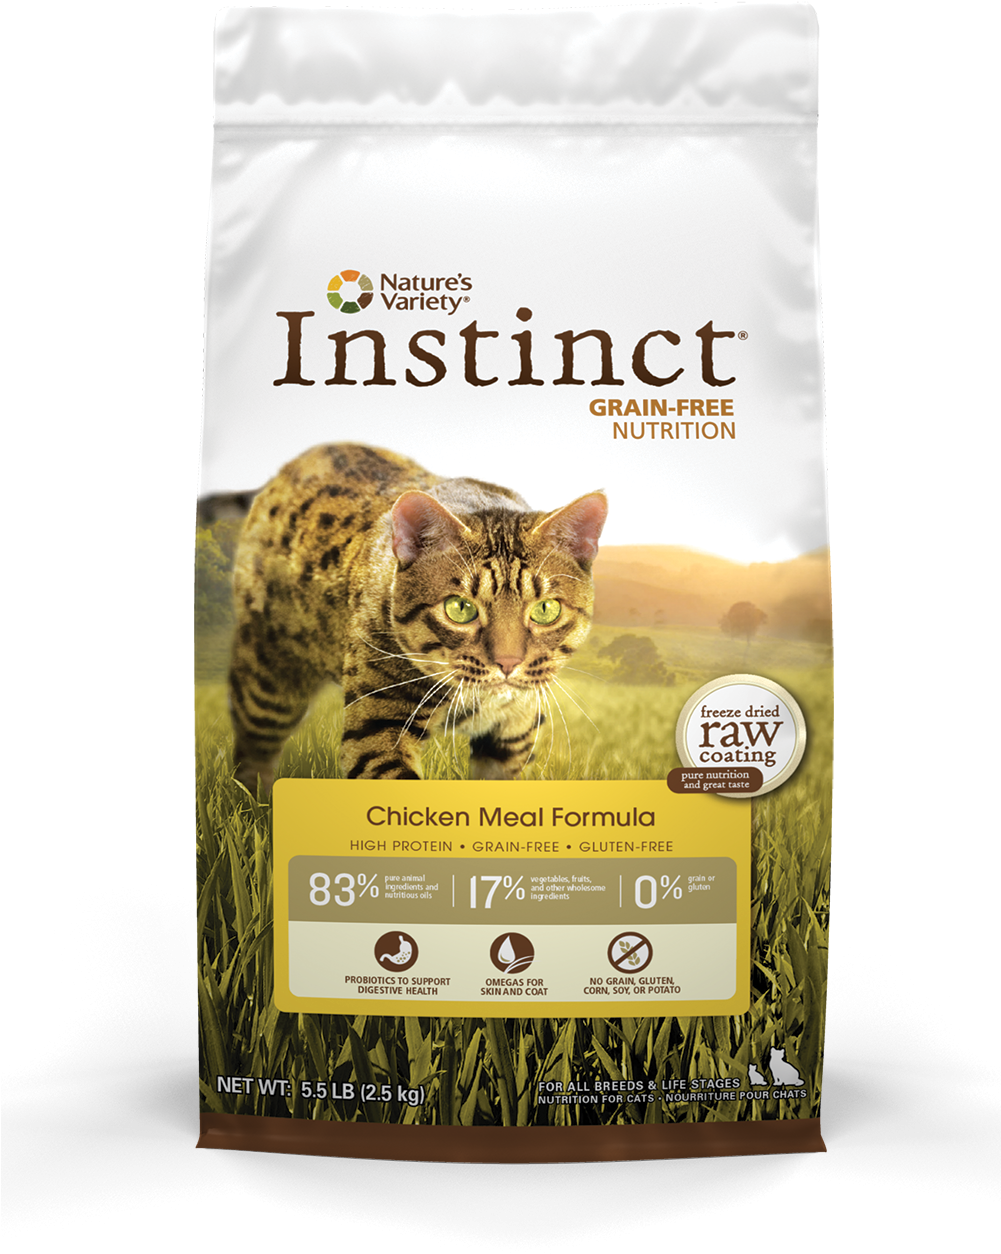 Nature's
Variety®
Instinct®
GRAIN-FREE
NUTRITION
freeze dried
raw
coating
pure nutrition
and great taste
Chicken Meal Formula
HIGH PROTEIN • GRAIN-FREE • GLUTEN-FREE
83% pure animal
ingredients and
nutritious oils
17% vegetables, fruits,
and other wholesome
ingredients
0% grain or
gluten
PROBIOTICS TO SUPPORT
DIGESTIVE HEALTH
OMEGAS FOR
SKIN AND COAT
NO GRAIN, GLUTEN,
CORN, SOY, OR POTATO
NET WT: 5.5 LB (2.5 kg)
FOR ALL BREEDS & LIFE STAGES
NUTRITION FOR CATS • NOURRITURE POUR CHATS